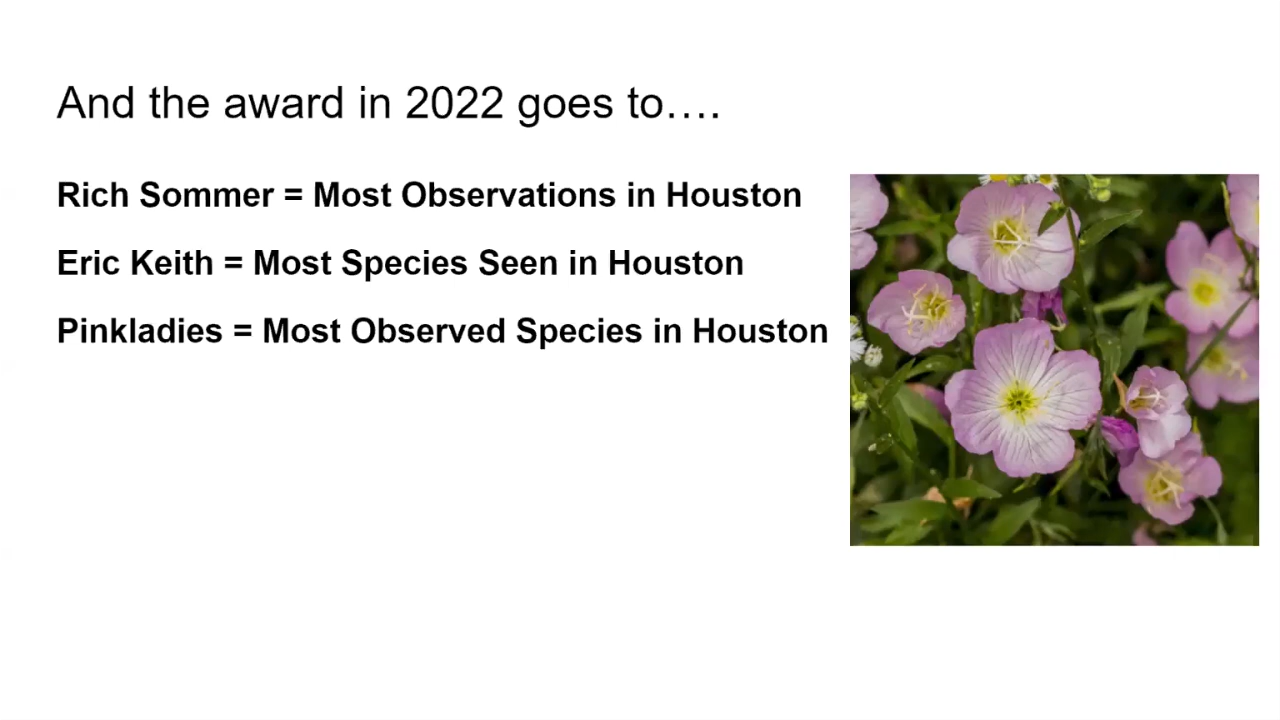 And the award in 2022 goes to….
Rich Sommer = Most Observations in Houston
Eric Keith = Most Species Seen in Houston
Pinkladies = Most Observed Species in Houston